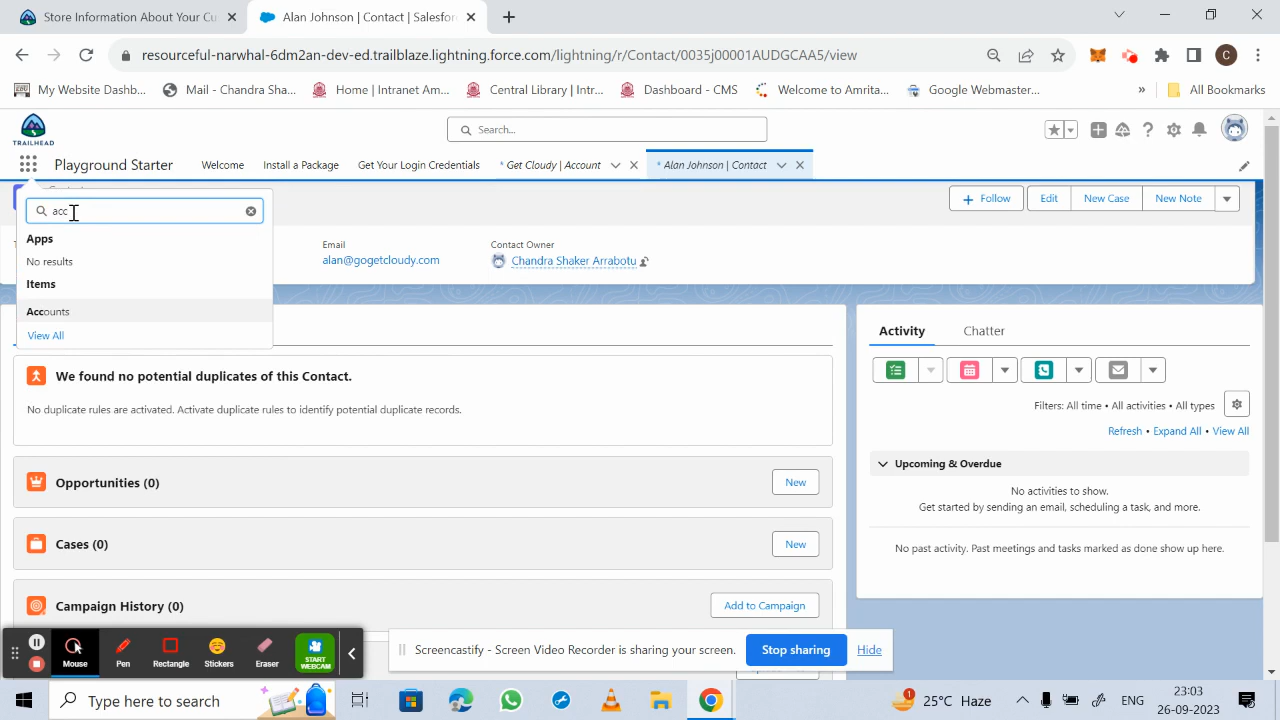 Store Information About Your Cu
Alan Johnson | Contact | Salesfor
resourceful-narwhal-6dm2an-dev-ed.trailblaze.lightning.force.com/lightning/r/Contact/0035j00001AUDGCAA5/view
C
My Website Dashb...
Mail - Chandra Sha...
Home | Intranet Am...
Central Library | Intr...
Dashboard - CMS
Welcome to Amrita...
Google Webmaster...
»
All Bookmarks
TRAILHEAD
Search...
Playground Starter
Welcome
Install a Package
Get Your Login Credentials
* Get Cloudy | Account
* Alan Johnson | Contact
acc
Apps
No results
Items
Accounts
View All
Follow
Edit
New Case
New Note
Email
alan@gogetcloudy.com
Contact Owner
Chandra Shaker Arrabotu
We found no potential duplicates of this Contact.
No duplicate rules are activated. Activate duplicate rules to identify potential duplicate records.
Opportunities (0)
New
Cases (0)
New
Campaign History (0)
Add to Campaign
Activity
Chatter
Filters: All time • All activities • All types
Refresh • Expand All • View All
Upcoming & Overdue
No activities to show.
Get started by sending an email, scheduling a task, and more.
No past activity. Past meetings and tasks marked as done show up here.
Mouse
Pen
Rectangle
Stickers
Eraser
START
WEBCAM
Screencastify - Screen Video Recorder is sharing your screen.
Stop sharing
Hide
Type here to search
1
25°C Haze
ENG
23:03
26-09-2023